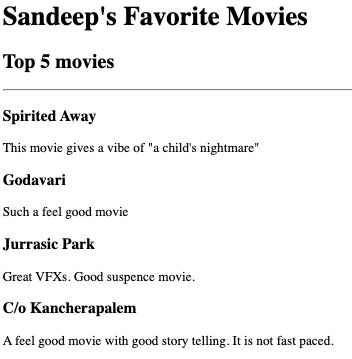 Sandeep's Favorite Movies
Top 5 movies
Spirited Away
This movie gives a vibe of "a child's nightmare"
Godavari
Such a feel good movie
Jurrasic Park
Great VFXs. Good suspence movie.
C/o Kancherapalem
A feel good movie with good story telling. It is not fast paced.